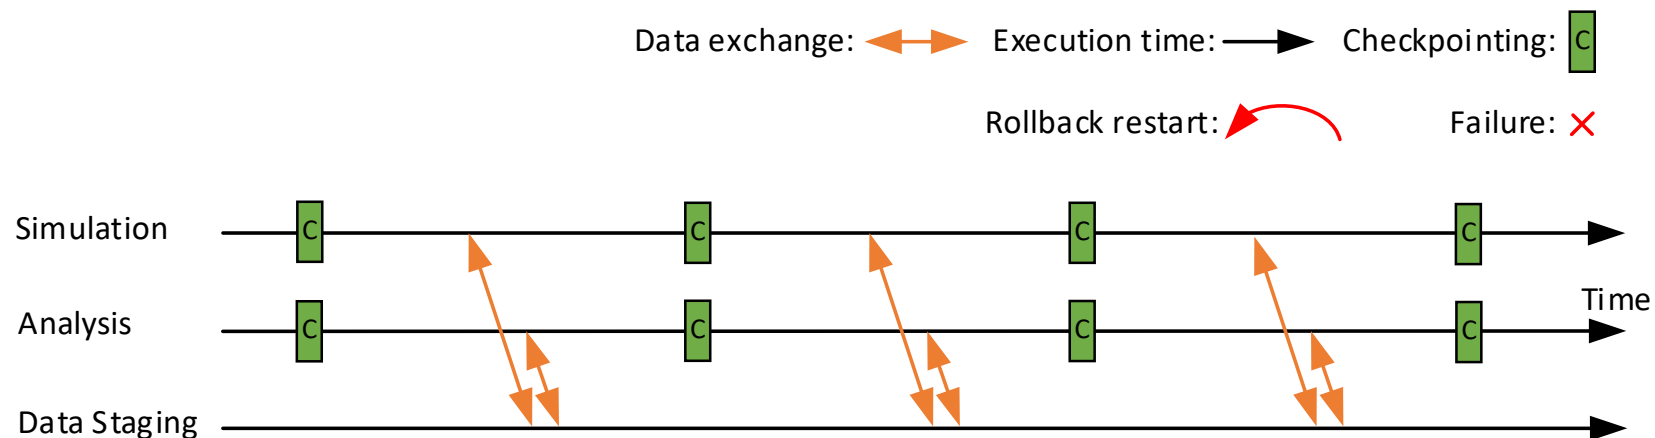 Data exchange: Execution time: Checkpointing: C
Rollback restart: Failure:
Simulation C C C C
Time
Analysis C C C C
Data Staging